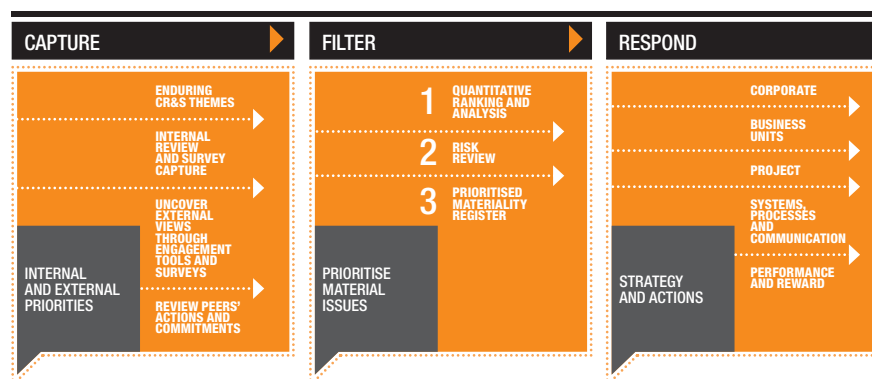 CAPTURE
ENDURING
CR&S THEMES
INTERNAL
REVIEW
AND SURVEY
CAPTURE
UNCOVER
EXTERNAL
VIEWS
THROUGH
ENGAGEMENT
TOOLS AND
SURVEYS
REVIEW PEERS'
ACTIONS AND
COMMITMENTS
INTERNAL
AND EXTERNAL
PRIORITIES
FILTER
1 QUANTITATIVE
RANKING AND
ANALYSIS
2 RISK
REVIEW
3 PRIORITISED
MATERIALITY
REGISTER
PRIORITISE
MATERIAL
ISSUES
RESPOND
CORPORATE
BUSINESS
UNITS
PROJECT
SYSTEMS,
PROCESSES
AND
COMMUNICATION
PERFORMANCE
AND REWARD
STRATEGY
AND ACTIONS